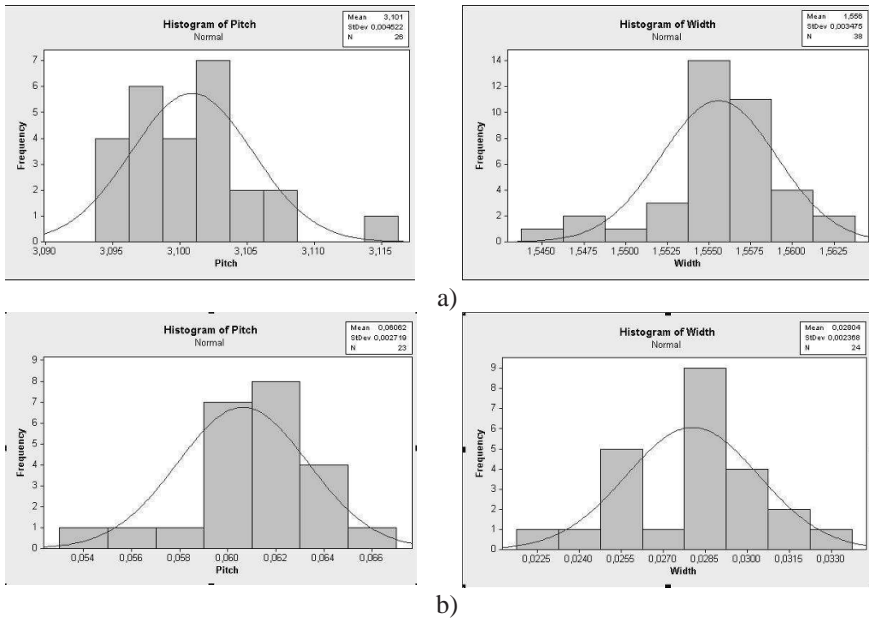 Histogram of Pitch
Normal
Mean 3,101
StDev 0,004522
N 26
7
6
5
4
3
2
1
0
Frequency
3,090 3,095 3,100 3,105 3,110 3,115
Pitch
Histogram of Width
Normal
Mean 1,556
StDev 0,003475
N 38
14
12
10
8
6
4
2
0
Frequency
1,5450 1,5475 1,5500 1,5525 1,5550 1,5575 1,5600 1,5625
Width
a)
Histogram of Pitch
Normal
Mean 0,06062
StDev 0,002719
N 23
9
8
7
6
5
4
3
2
1
0
Frequency
0,054 0,056 0,058 0,060 0,062 0,064 0,066
Pitch
Histogram of Width
Normal
Mean 0,02804
StDev 0,002368
N 24
9
8
7
6
5
4
3
2
1
0
Frequency
0,0225 0,0240 0,0255 0,0270 0,0285 0,0300 0,0315 0,0330
Width
b)